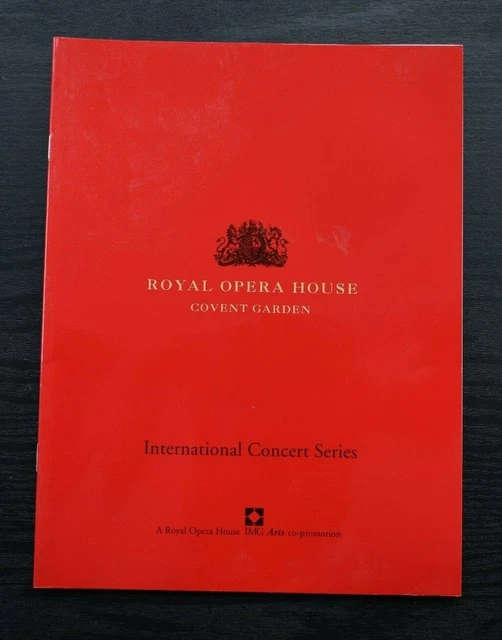 ROYAL OPERA HOUSE
COVENT GARDEN
International Concert Series
A Royal Opera House IMG Arts co-promotion